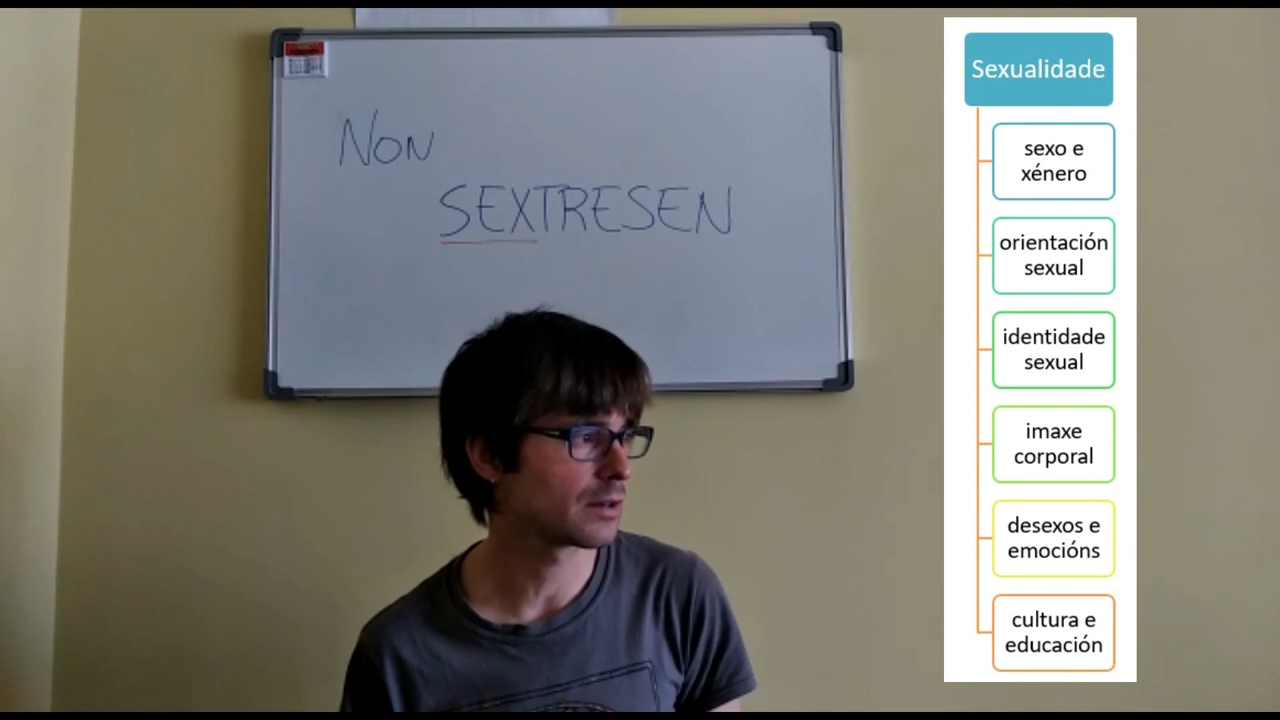 Non
SEXTRESEN
Sexualidade
sexo e
xénero
orientación
sexual
identidade
sexual
imaxe
corporal
desexos e
emocións
cultura e
educación